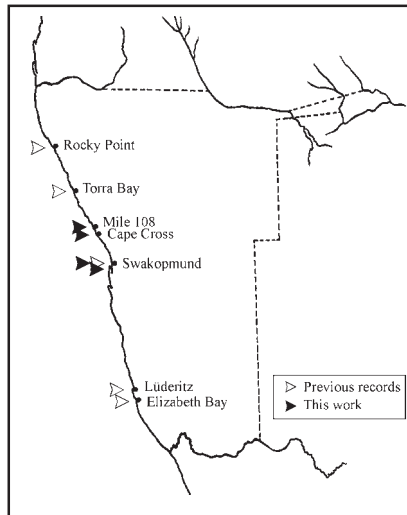 Rocky Point
Torra Bay
Mile 108
Cape Cross
Swakopmund
Lüderitz
Elizabeth Bay
Previous records
This work